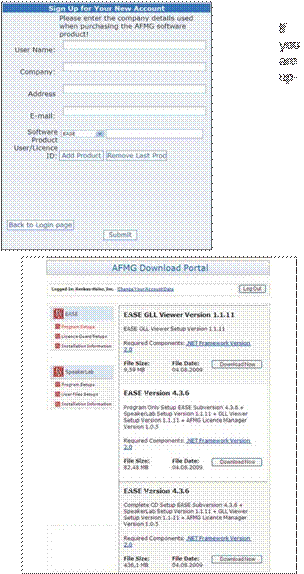 Sign Up for Your New Account
Please enter the company details used
when purchasing the AFMG software
product!
User Name:
Company:
Address
E-mail:
Software
Product
EASE
User/Licence
ID:
Add Product
Remove Last Prod
Back to Login page
Submit
If
you
are
up-
AFMG Download Portal
Logged in: Renkus-Heinz, Inc.
Change Your Account Data
Log Out
EASE
Program Setups
Licence Guard Setups
Installation Information
SpeakerLab
Program Setups
User Files Setups
Installation Information
EASE GLL Viewer Version 1.1.11
EASE GLL Viewer Setup Version 1.1.11
Required Components: .NET Framework Version
2.0
File Size: File Date:
9,59 MB 04.08.2009
Download Now
EASE Version 4.3.6
Program Only Setup EASE Subversion 4.3.6 +
SpeakerLab Setup Version 1.1.11 + GLL Viewer
Setup Version 1.1.11 + AFMG Licence Manager
Version 1.0.5
Required Components: .NET Framework Version
2.0
File Size: File Date:
82,48 MB 04.08.2009
Download Now
EASE Version 4.3.6
Complete CD Setup EASE Subversion 4.3.6 +
SpeakerLab Setup Version 1.1.11 + GLL Viewer
Setup Version 1.1.11 + AFMG Licence Manager
Version 1.0.5
Required Components: .NET Framework Version
2.0
File Size: File Date:
436,1 MB 04.08.2009
Download Now